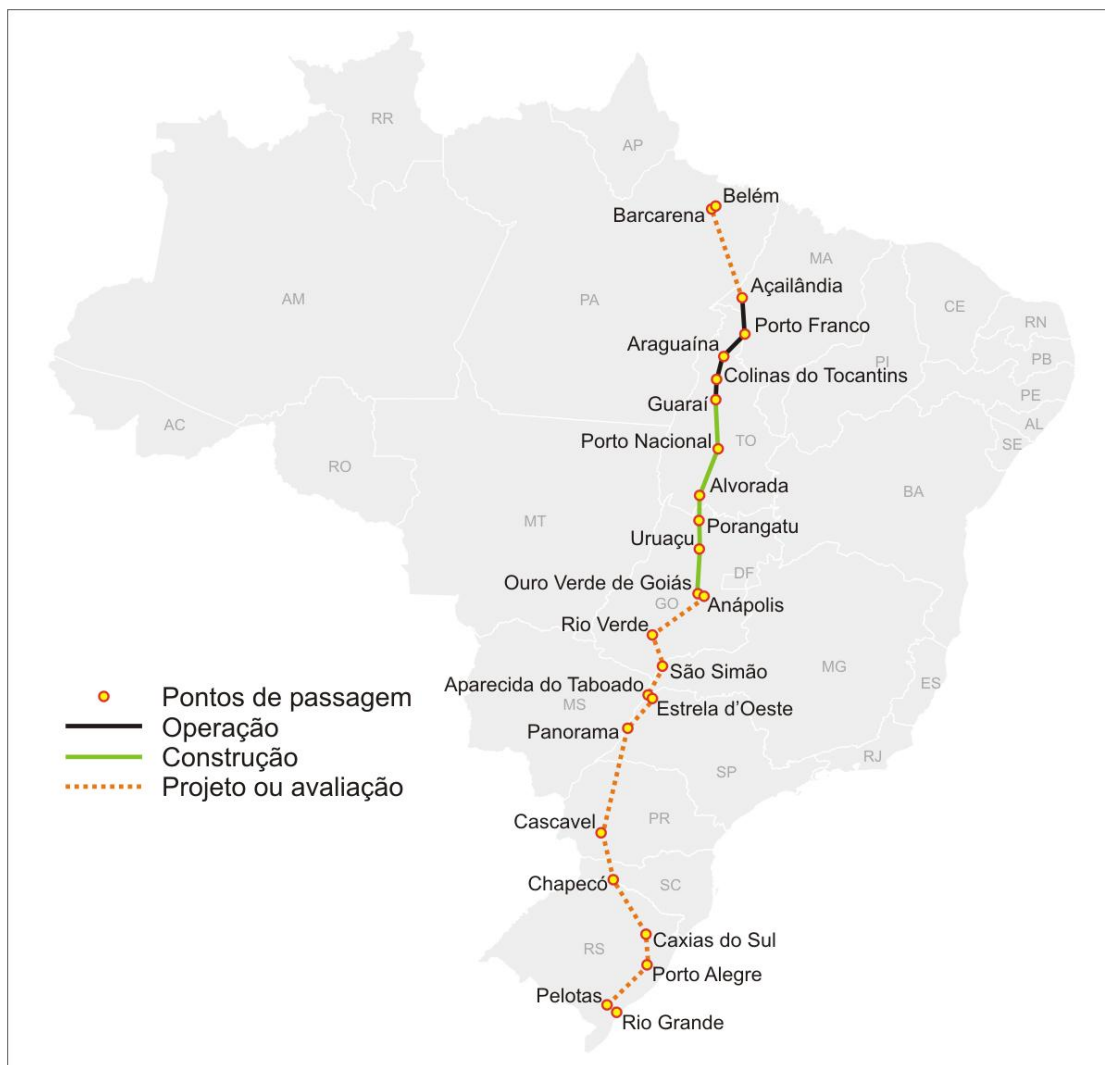 RR
AP
Belém
Barcarena
MA
Açailândia
AM
PA
CE
Porto Franco
RN
Araguaína
PB
PI
Colinas do Tocantins
PE
Guaraí
AL
AC
Porto Nacional
TO
SE
RO
Alvorada
BA
MT
Porangatu
Uruaçu
DF
Ouro Verde de Goiás
GO
Anápolis
Rio Verde
MG
São Simão
ES
Aparecida do Taboado
MS
Estrela d'Oeste
Panorama
RJ
SP
Pontos de passagem
Operação
Construção
Projeto ou avaliação
Cascavel
PR
Chapecó
SC
Caxias do Sul
RS
Porto Alegre
Pelotas
Rio Grande